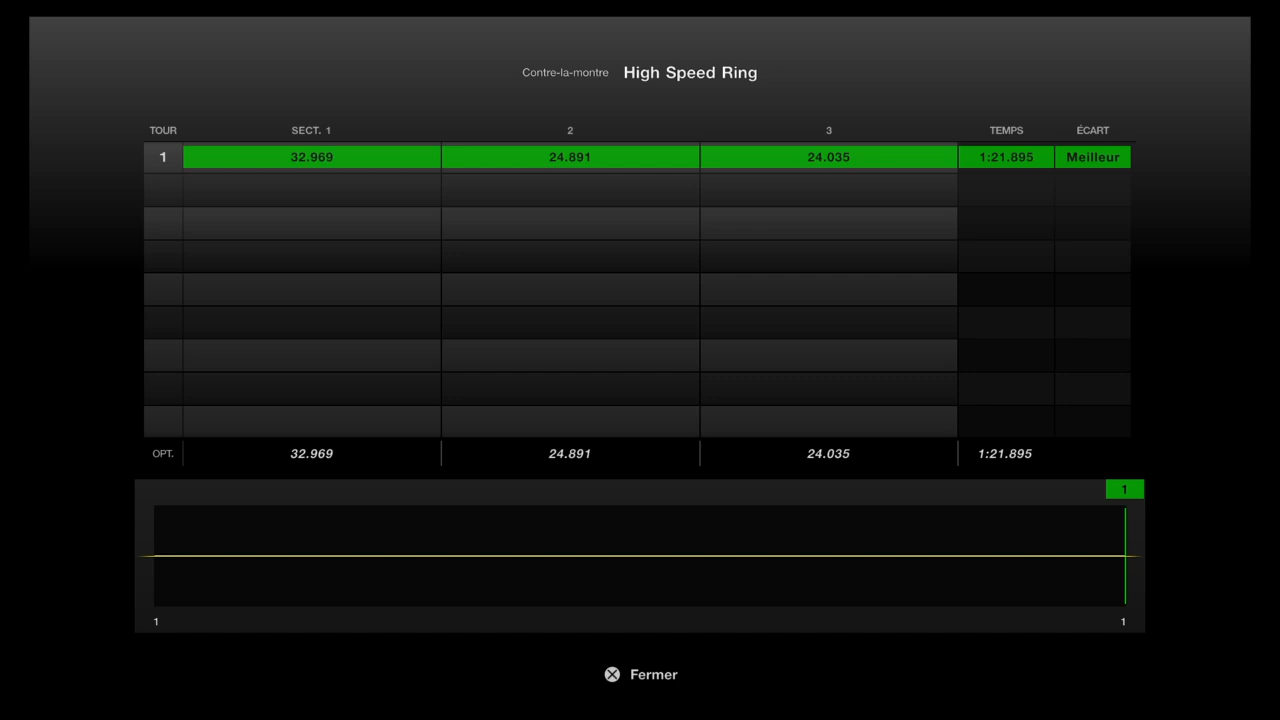 Contre-la-montre High Speed Ring
TOUR SECT. 1 2 3 TEMPS ÉCART
1 32.969 24.891 24.035 1:21.895 Meilleur
OPT. 32.969 24.891 24.035 1:21.895
1
1 1
Fermer